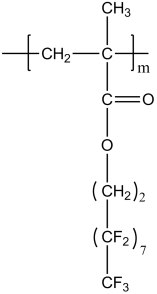 CH₃
[CH₂—C]m
C=O
O
(CH₂)₂
(CF₂)₇
CF₃